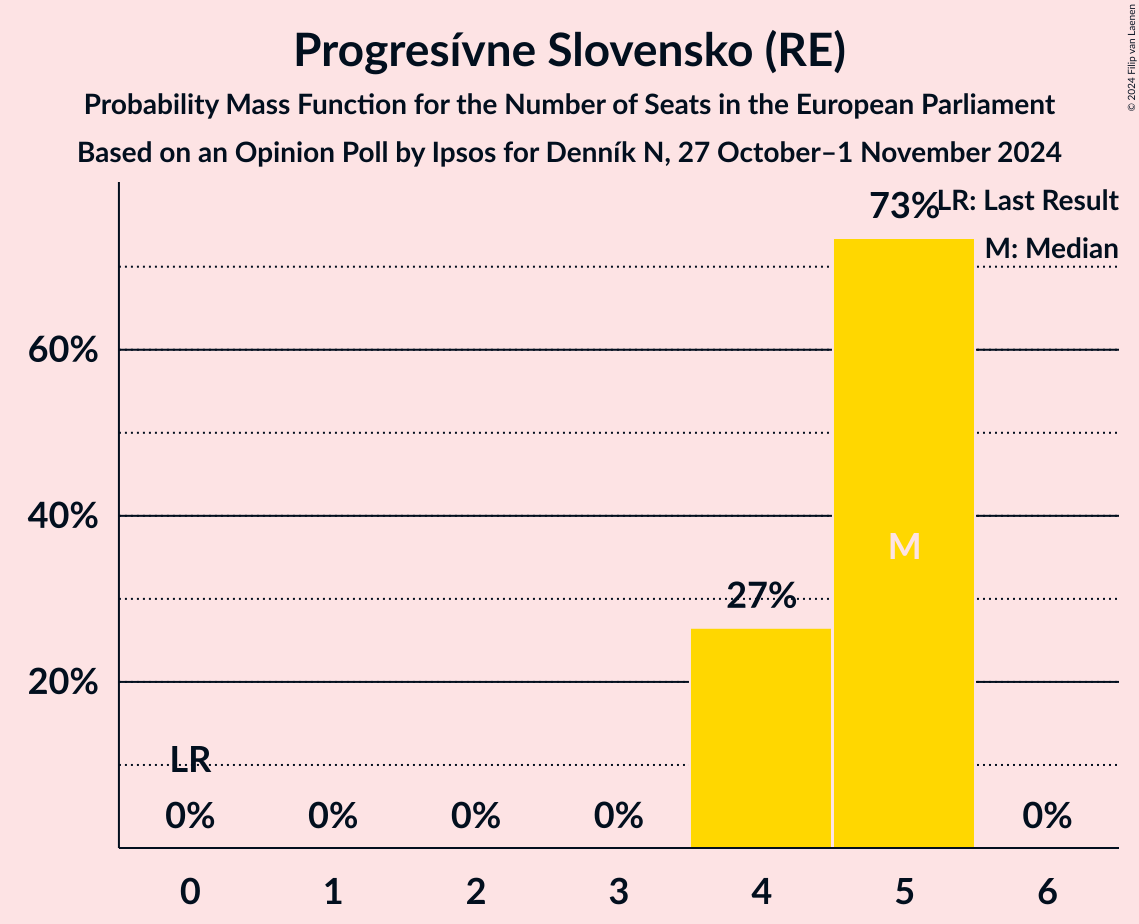 Progresívne Slovensko (RE)
Probability Mass Function for the Number of Seats in the European Parliament
Based on an Opinion Poll by Ipsos for Denník N, 27 October–1 November 2024
© 2024 Filip van Laenen
LR: Last Result
M: Median
73%
60%
40%
M
27%
20%
LR
0% 0% 0% 0% 0%
0 1 2 3 4 5 6